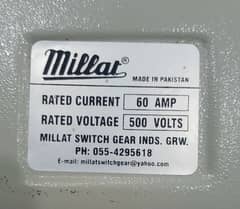 Millat®
MADE IN PAKISTAN
RATED CURRENT 60 AMP
RATED VOLTAGE 500 VOLTS
MILLAT SWITCH GEAR INDS. GRW.
PH: 055-4295618
E-mail: millatswitchgear@yahoo.com